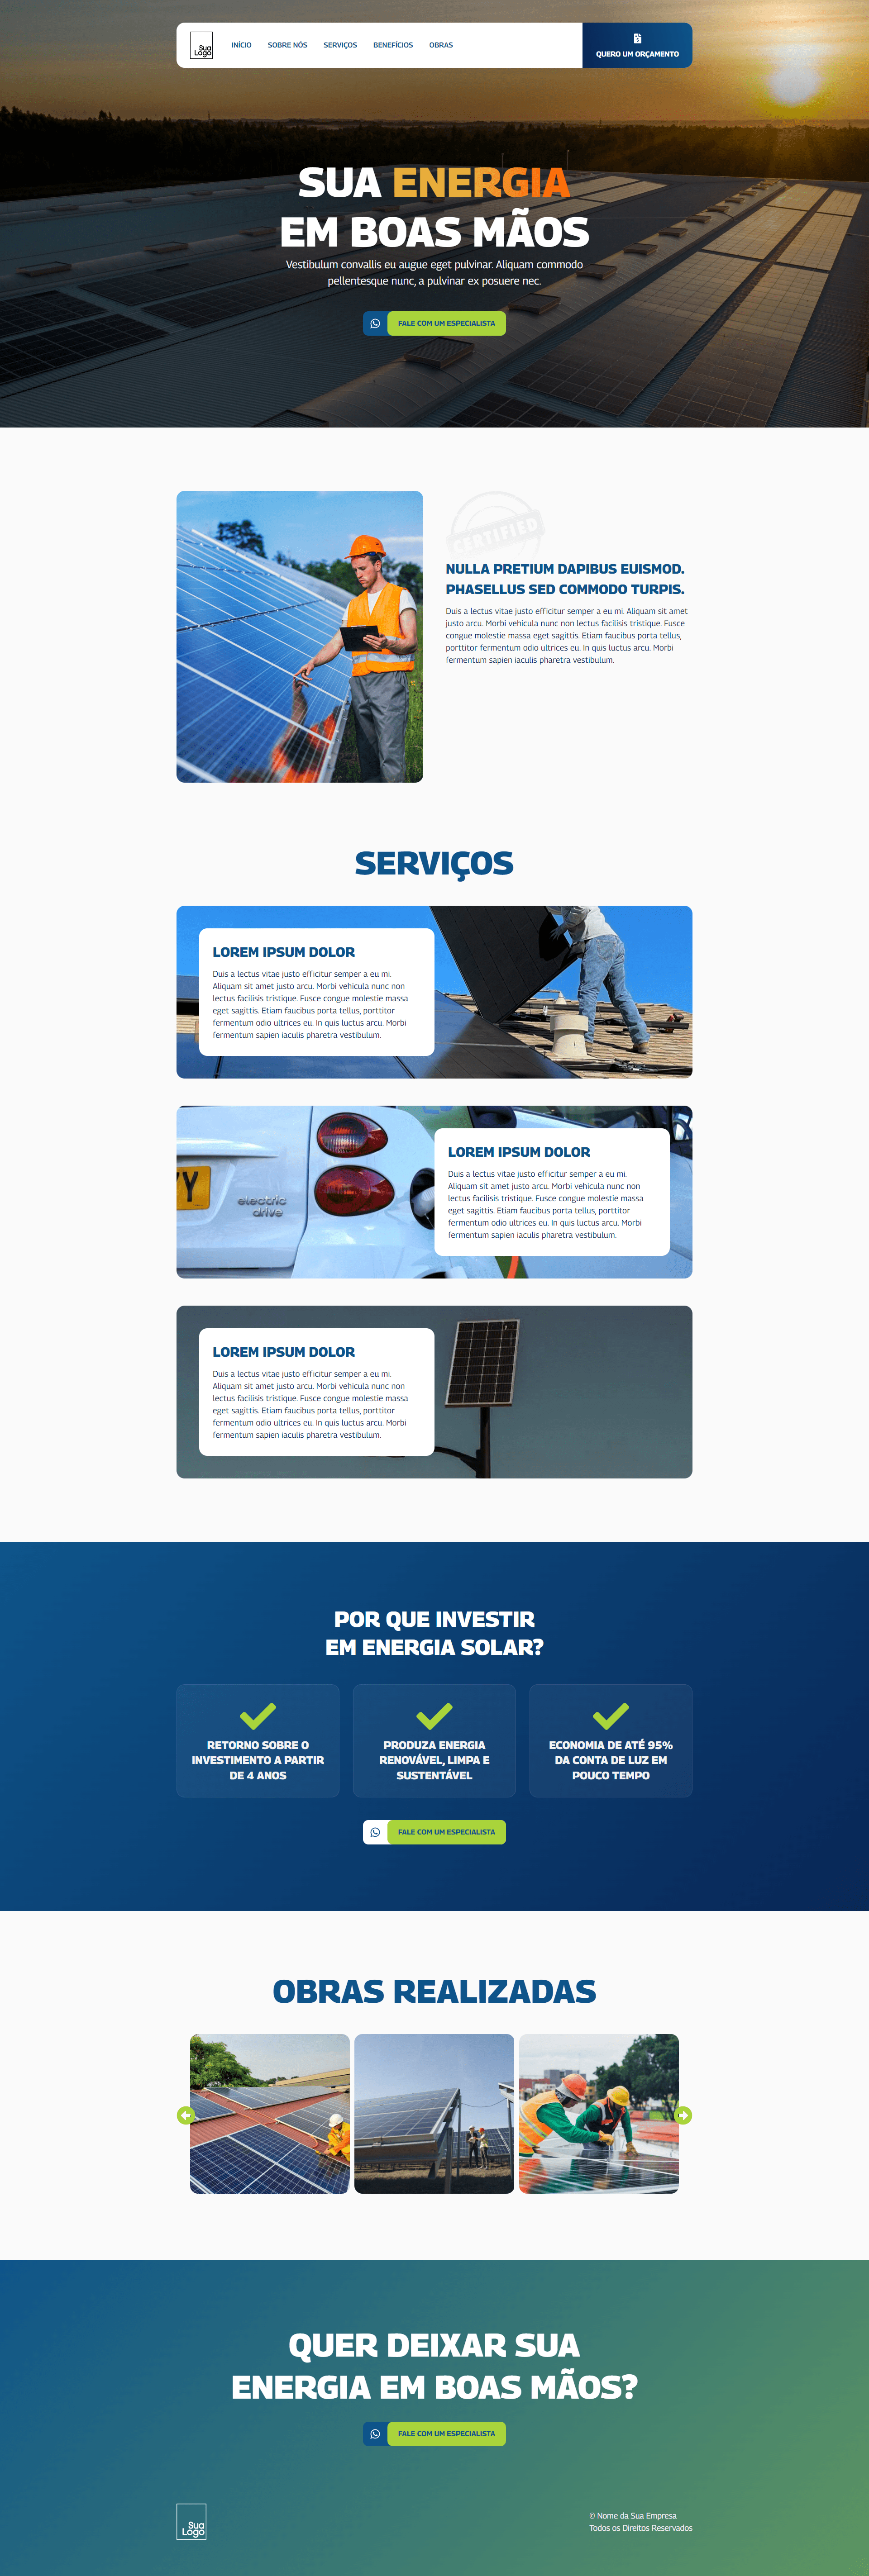 Sua
Logo
INÍCIO
SOBRE NÓS
SERVIÇOS
BENEFÍCIOS
OBRAS
QUERO UM ORÇAMENTO
SUA ENERGIA
EM BOAS MÃOS
Vestibulum convallis eu augue eget pulvinar. Aliquam commodo
pellentesque nunc, a pulvinar ex posuere nec.
FALE COM UM ESPECIALISTA
CERTIFIED
NULLA PRETIUM DAPIBUS EUISMOD.
PHASELLUS SED COMMODO TURPIS.
Duis a lectus vitae justo efficitur semper a eu mi. Aliquam sit amet
justo arcu. Morbi vehicula nunc non lectus facilisis tristique. Fusce
congue molestie massa eget sagittis. Etiam faucibus porta tellus,
porttitor fermentum odio ultrices eu. In quis luctus arcu. Morbi
fermentum sapien iaculis pharetra vestibulum.
SERVIÇOS
LOREM IPSUM DOLOR
Duis a lectus vitae justo efficitur semper a eu mi.
Aliquam sit amet justo arcu. Morbi vehicula nunc non
lectus facilisis tristique. Fusce congue molestie massa
eget sagittis. Etiam faucibus porta tellus, porttitor
fermentum odio ultrices eu. In quis luctus arcu. Morbi
fermentum sapien iaculis pharetra vestibulum.
Y
electric
drive
LOREM IPSUM DOLOR
Duis a lectus vitae justo efficitur semper a eu mi.
Aliquam sit amet justo arcu. Morbi vehicula nunc non
lectus facilisis tristique. Fusce congue molestie massa
eget sagittis. Etiam faucibus porta tellus, porttitor
fermentum odio ultrices eu. In quis luctus arcu. Morbi
fermentum sapien iaculis pharetra vestibulum.
LOREM IPSUM DOLOR
Duis a lectus vitae justo efficitur semper a eu mi.
Aliquam sit amet justo arcu. Morbi vehicula nunc non
lectus facilisis tristique. Fusce congue molestie massa
eget sagittis. Etiam faucibus porta tellus, porttitor
fermentum odio ultrices eu. In quis luctus arcu. Morbi
fermentum sapien iaculis pharetra vestibulum.
POR QUE INVESTIR
EM ENERGIA SOLAR?
RETORNO SOBRE O
INVESTIMENTO A PARTIR
DE 4 ANOS
PRODUZA ENERGIA
RENOVÁVEL, LIMPA E
SUSTENTÁVEL
ECONOMIA DE ATÉ 95%
DA CONTA DE LUZ EM
POUCO TEMPO
FALE COM UM ESPECIALISTA
OBRAS REALIZADAS
QUER DEIXAR SUA
ENERGIA EM BOAS MÃOS?
FALE COM UM ESPECIALISTA
Sua
Logo
© Nome da Sua Empresa
Todos os Direitos Reservados